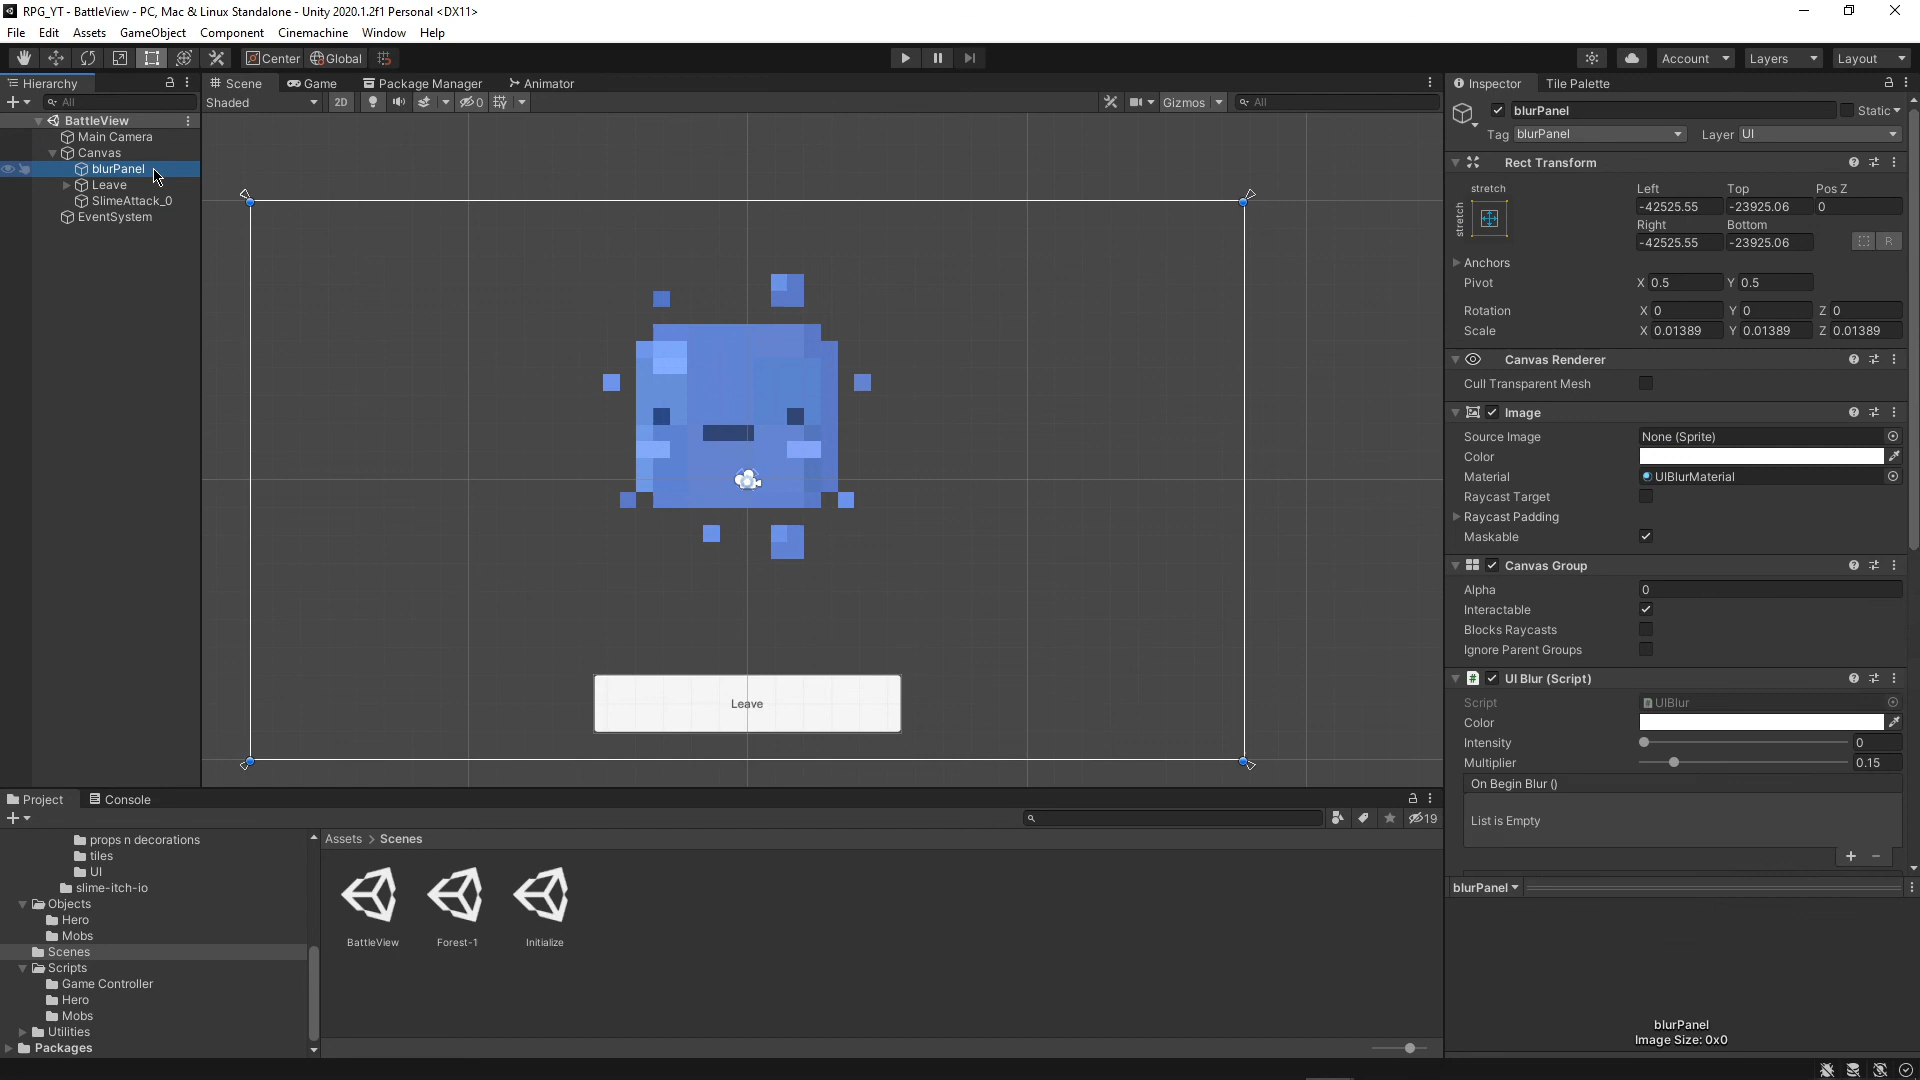 RPG_YT - BattleView - PC, Mac & Linux Standalone - Unity 2020.1.2f1 Personal <DX11>
File Edit Assets GameObject Component Cinemachine Window Help
Center Global Account Layers Layout
Hierarchy
All
BattleView
Main Camera
Canvas
blurPanel
Leave
SlimeAttack_0
EventSystem
Scene Game Package Manager Animator
Shaded 2D 0 Gizmos All
Leave
Inspector Tile Palette
blurPanel Static
Tag blurPanel Layer UI
Rect Transform
stretch Left Top Pos Z
stretch
-42525.55 -23925.06 0
Right Bottom
-42525.55 -23925.06 R
Anchors
Pivot X 0.5 Y 0.5
Rotation X 0 Y 0 Z 0
Scale X 0.01389 Y 0.01389 Z 0.01389
Canvas Renderer
Cull Transparent Mesh
Image
Source Image None (Sprite)
Color
Material UIBlurMaterial
Raycast Target
Raycast Padding
Maskable
Canvas Group
Alpha 0
Interactable
Blocks Raycasts
Ignore Parent Groups
# UI Blur (Script)
Script UIBlur
Color
Intensity 0
Multiplier 0.15
On Begin Blur ()
List is Empty
blurPanel
blurPanel
Image Size: 0x0
Project Console
19
props n decorations
tiles
UI
slime-itch-io
Objects
Hero
Mobs
Scenes
Scripts
Game Controller
Hero
Mobs
Utilities
Packages
Assets > Scenes
BattleView Forest-1 Initialize